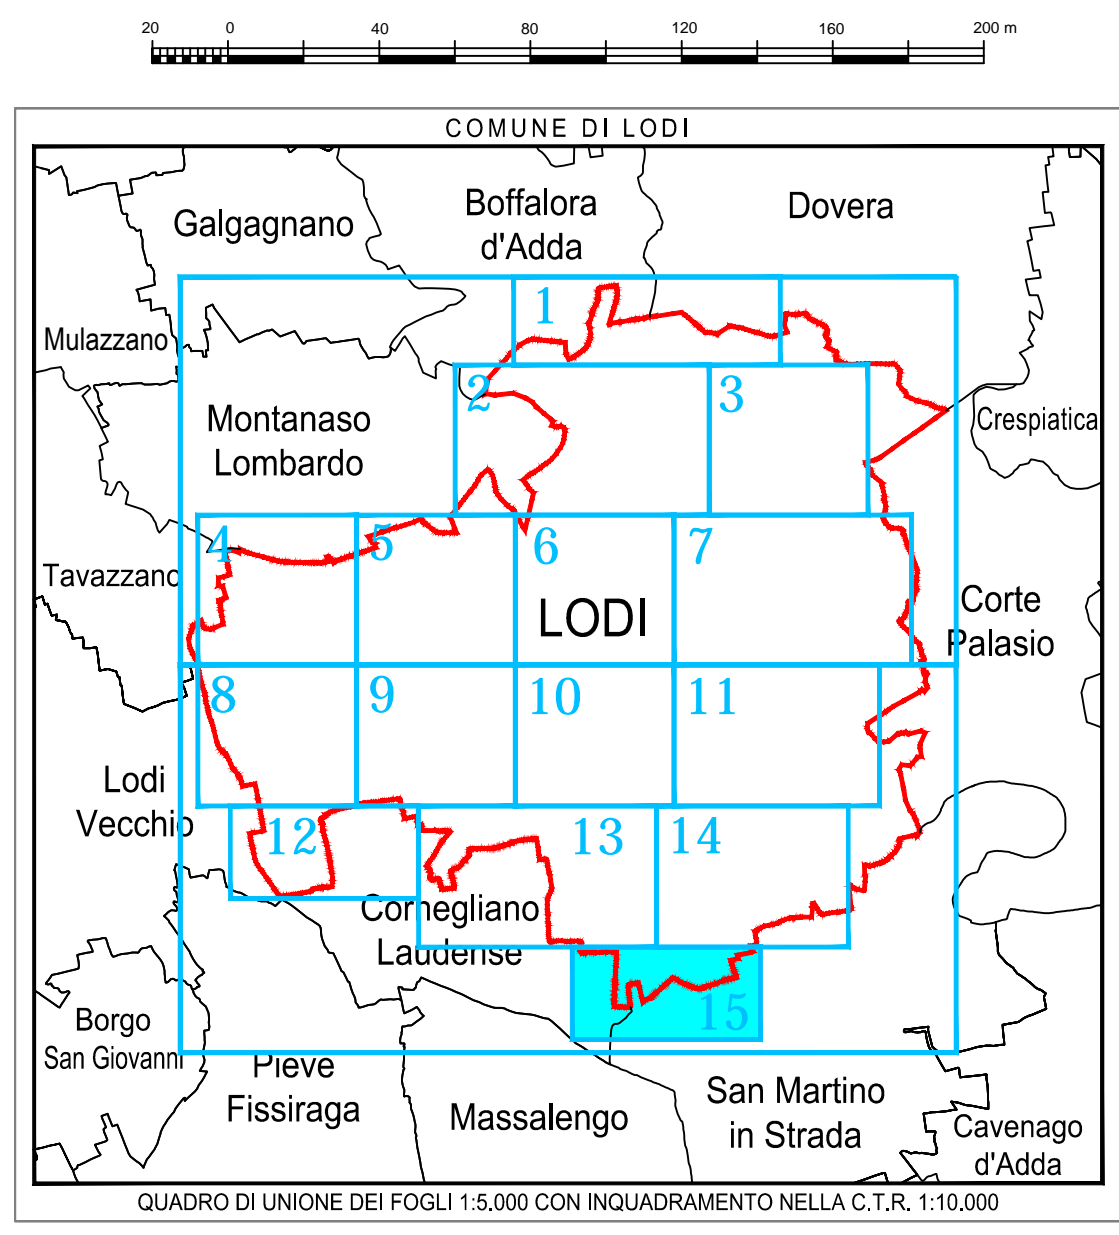 20 0 40 80 120 160 200 m
COMUNE DI LODI
Galgagnano
Boffalora
d'Adda
Dovera
1
Mulazzano
2
3
Montanaso
Lombardo
Crespiatica
4
5
6
7
Tavazzano
LODI
Corte
Palasio
8
9
10
11
Lodi
Vecchio
12
13
14
Cornegliano
Laudense
15
Borgo
San Giovanni
Pieve
Fissiraga
Massalengo
San Martino
in Strada
Cavenago
d'Adda
QUADRO DI UNIONE DEI FOGLI 1:5.000 CON INQUADRAMENTO NELLA C.T.R. 1:10.000